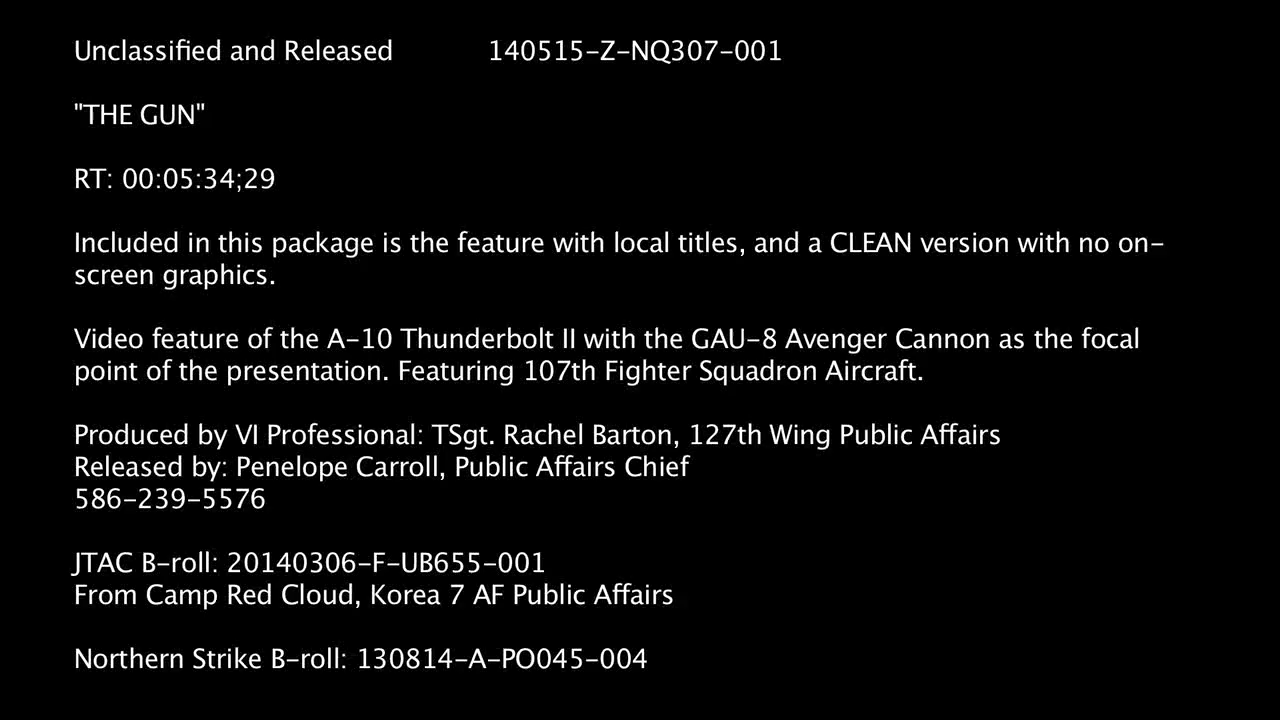 Unclassified and Released 140515-Z-NQ307-001
"THE GUN"
RT: 00:05:34;29
Included in this package is the feature with local titles, and a CLEAN version with no on-
screen graphics.
Video feature of the A-10 Thunderbolt II with the GAU-8 Avenger Cannon as the focal
point of the presentation. Featuring 107th Fighter Squadron Aircraft.
Produced by VI Professional: TSgt. Rachel Barton, 127th Wing Public Affairs
Released by: Penelope Carroll, Public Affairs Chief
586-239-5576
JTAC B-roll: 20140306-F-UB655-001
From Camp Red Cloud, Korea 7 AF Public Affairs
Northern Strike B-roll: 130814-A-PO045-004